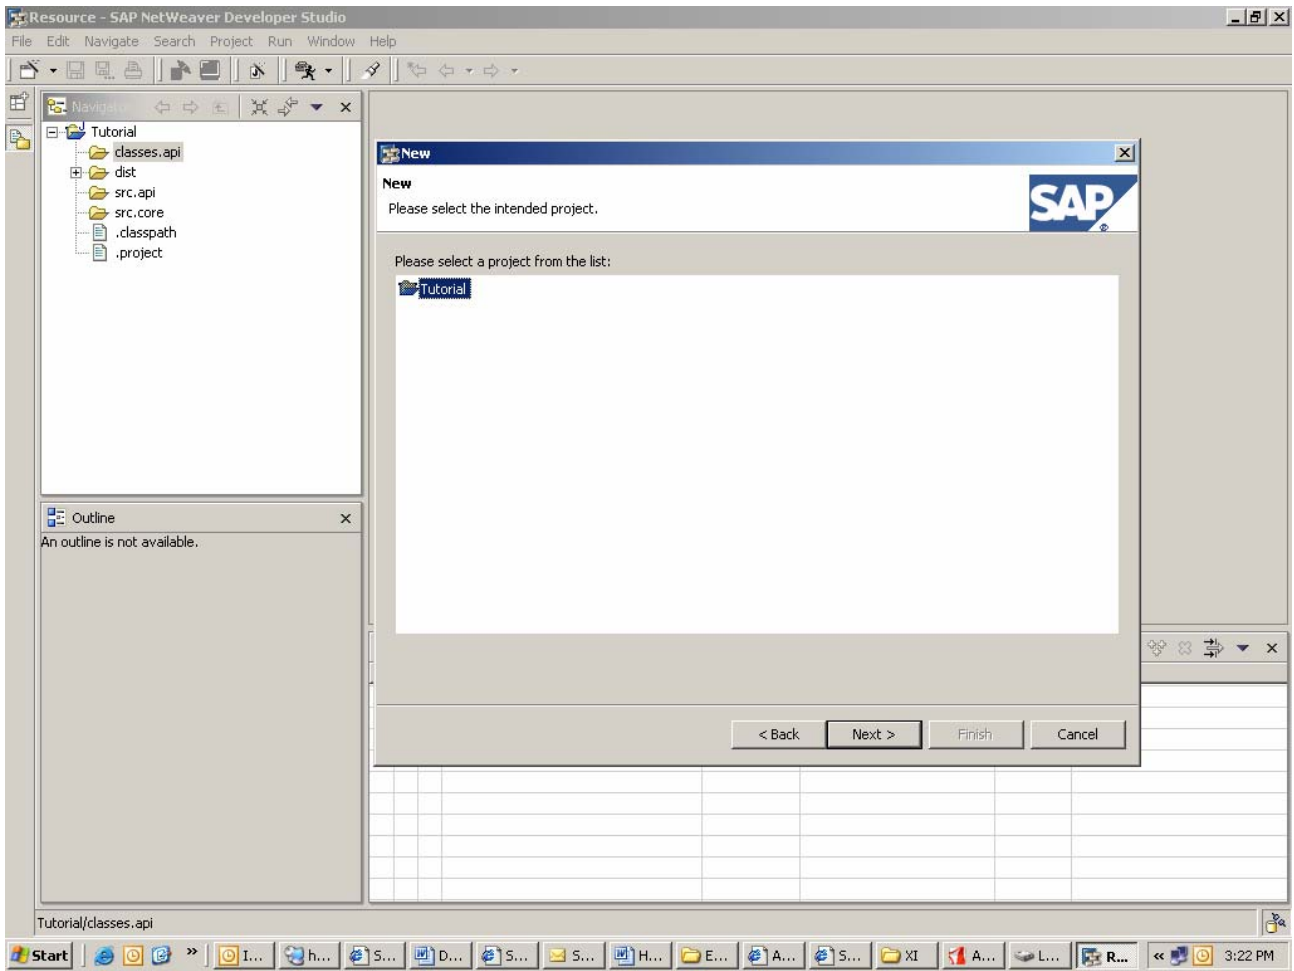 Resource - SAP NetWeaver Developer Studio
File Edit Navigate Search Project Run Window Help
Tutorial
classes.api
dist
src.api
src.core
.classpath
.project
New
New
Please select the intended project.
SAP
Please select a project from the list:
Tutorial
Outline
An outline is not available.
< Back Next > Finish Cancel
Tutorial/classes.api
Start » I... h... S... D... S... S... H... E... A... S... XI A... L... R... « 3:22 PM